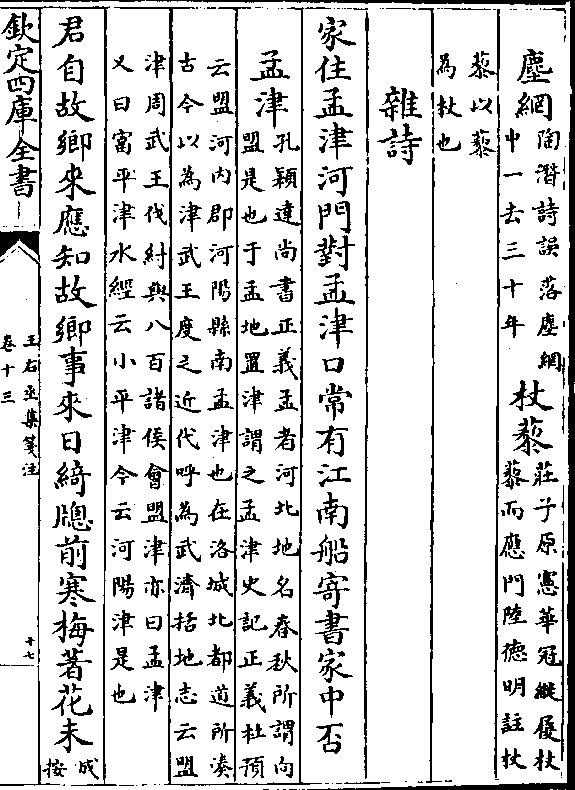 塵網陶潛詩誤落塵網
中一去三十年
杖藜莊子原憲華冠縰履杖
藜而應門陸德明註杖
藜以藜
為杖也
雜詩
家住孟津河門對孟津口常有江南船寄書家中否
孟津孔穎達尚書正義孟者河北地名春秋所謂向
盟是也于孟地置津謂之孟津史記正義杜預
云盟河内郡河陽縣南孟津也在洛城北都道所湊
古今以為津武王度之近代呼為武濟括地志云盟
津周武王伐紂與八百諸侯會盟津亦曰孟津
又曰富平津水經云小平津今云河陽津是也
君自故鄉來應知故鄉事來日綺牎前寒梅著花未成
按
欽定四庫全書
王右丞集箋注
卷十三
十七